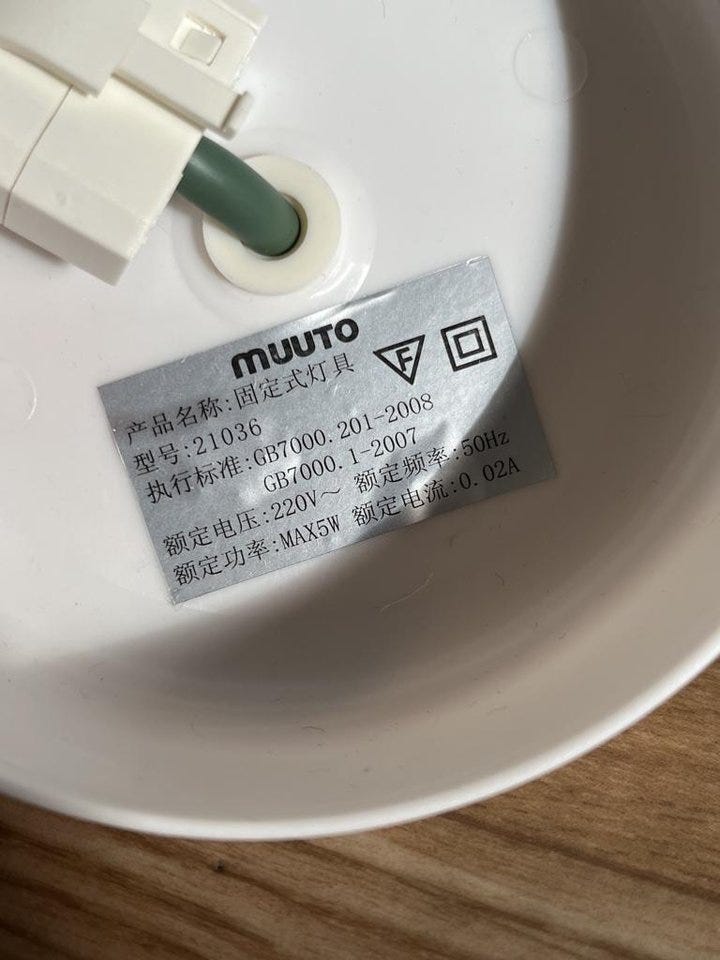 muuto
F
产品名称:固定式灯具
型号:21036
执行标准:GB7000.201-2008
GB7000.1-2007
额定电压:220V～ 额定频率:50Hz
额定功率:MAX5W 额定电流:0.02A